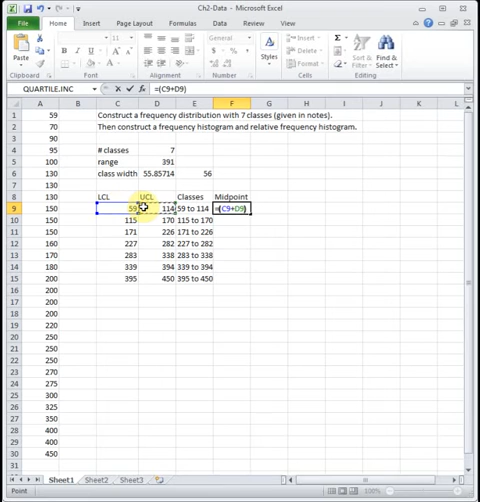 Ch2-Data - Microsoft Excel
File Home Insert Page Layout Formulas Data Review View
Paste
Clipboard Font Alignment General Number Styles Cells Sort & Filter Find & Select Editing
QUARTILE.INC =(C9+D9)
A B C D E F G H I J K L
1 59 Construct a frequency distribution with 7 classes (given in notes).
2 70 Then construct a frequency histogram and relative frequency histogram.
3 90
4 95 # classes 7
5 100 range 391
6 130 class width 55.85714 56
7 130
8 130 LCL UCL Classes Midpoint
9 150 59 114 59 to 114 =(C9+D9)
10 150 115 170 115 to 170
11 150 171 226 171 to 226
12 160 227 282 227 to 282
13 170 283 338 283 to 338
14 180 339 394 339 to 394
15 200 395 450 395 to 450
16 200
17 200
18 200
19 220
20 250
21 250
22 250
23 270
24 275
25 300
26 325
27 350
28 400
29 400
30 450
31
Sheet1 Sheet2 Sheet3
Point 100%